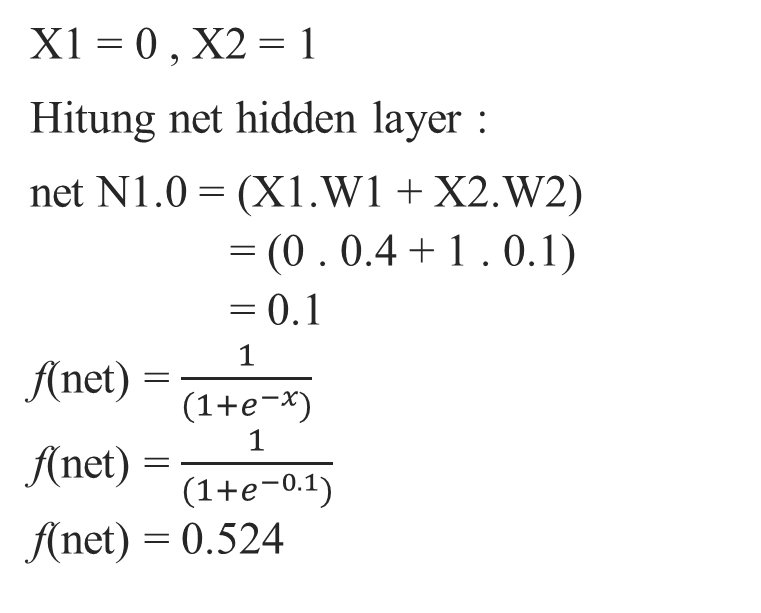 X1 = 0 , X2 = 1
Hitung net hidden layer :
net N1.0 = (X1.W1 + X2.W2)
= (0 . 0.4 + 1 . 0.1)
= 0.1
f(net) = 1/(1+e^{-x})
f(net) = 1/(1+e^{-0.1})
f(net) = 0.524